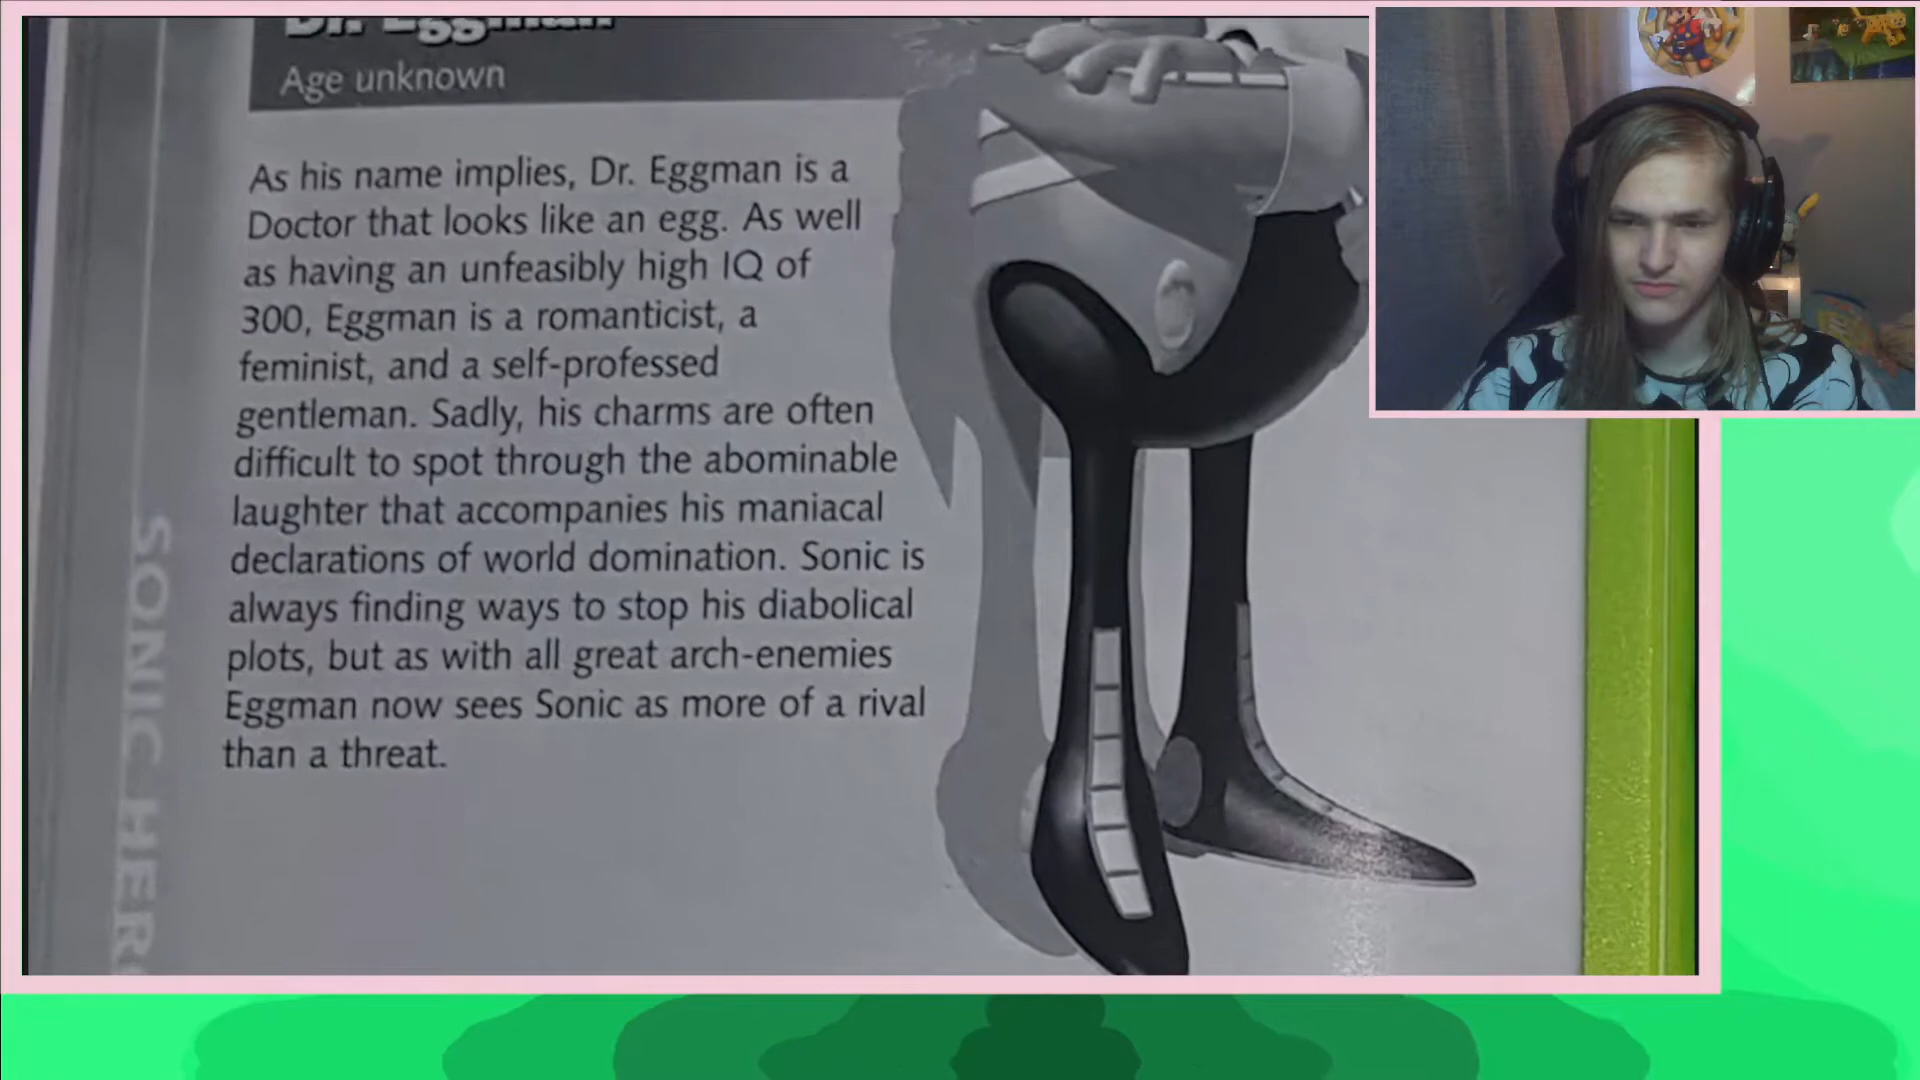 Dr. Eggman
Age unknown
As his name implies, Dr. Eggman is a
Doctor that looks like an egg. As well
as having an unfeasibly high IQ of
300, Eggman is a romanticist, a
feminist, and a self-professed
gentleman. Sadly, his charms are often
difficult to spot through the abominable
laughter that accompanies his maniacal
declarations of world domination. Sonic is
always finding ways to stop his diabolical
plots, but as with all great arch-enemies
Eggman now sees Sonic as more of a rival
than a threat.
SONIC HER